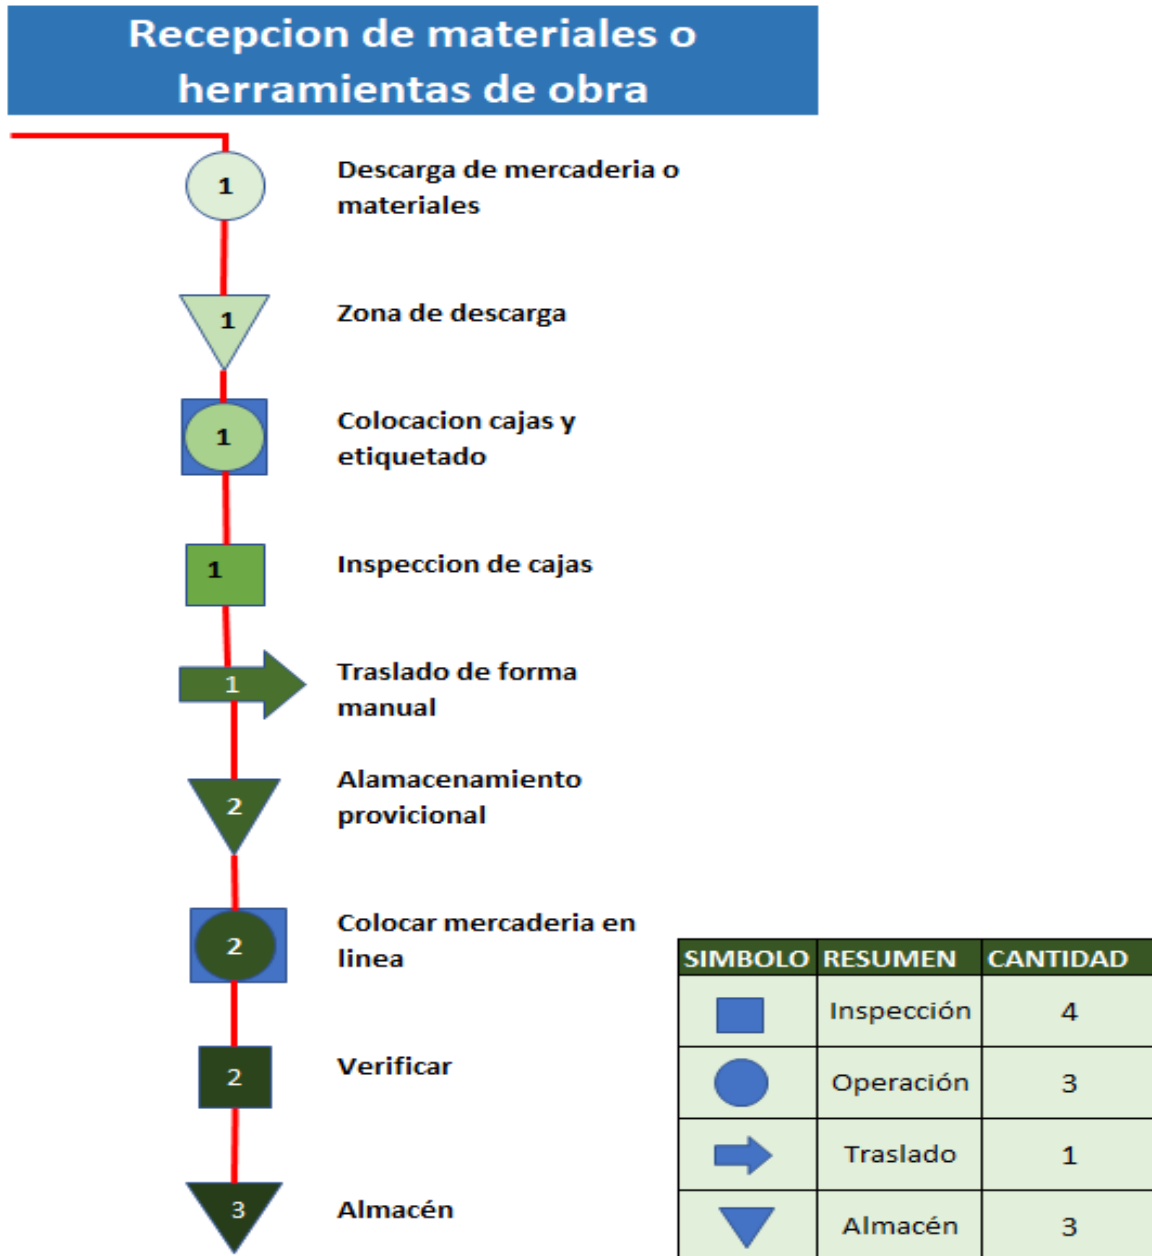 Recepcion de materiales o
herramientas de obra
1
Descarga de mercaderia o
materiales
1
Zona de descarga
1
Colocacion cajas y
etiquetado
1
Inspeccion de cajas
1
Traslado de forma
manual
2
Alamacenamiento
provicional
2
Colocar mercaderia en
linea
2
Verificar
3
Almacén
SIMBOLO RESUMEN CANTIDAD
Inspección 4
Operación 3
Traslado 1
Almacén 3